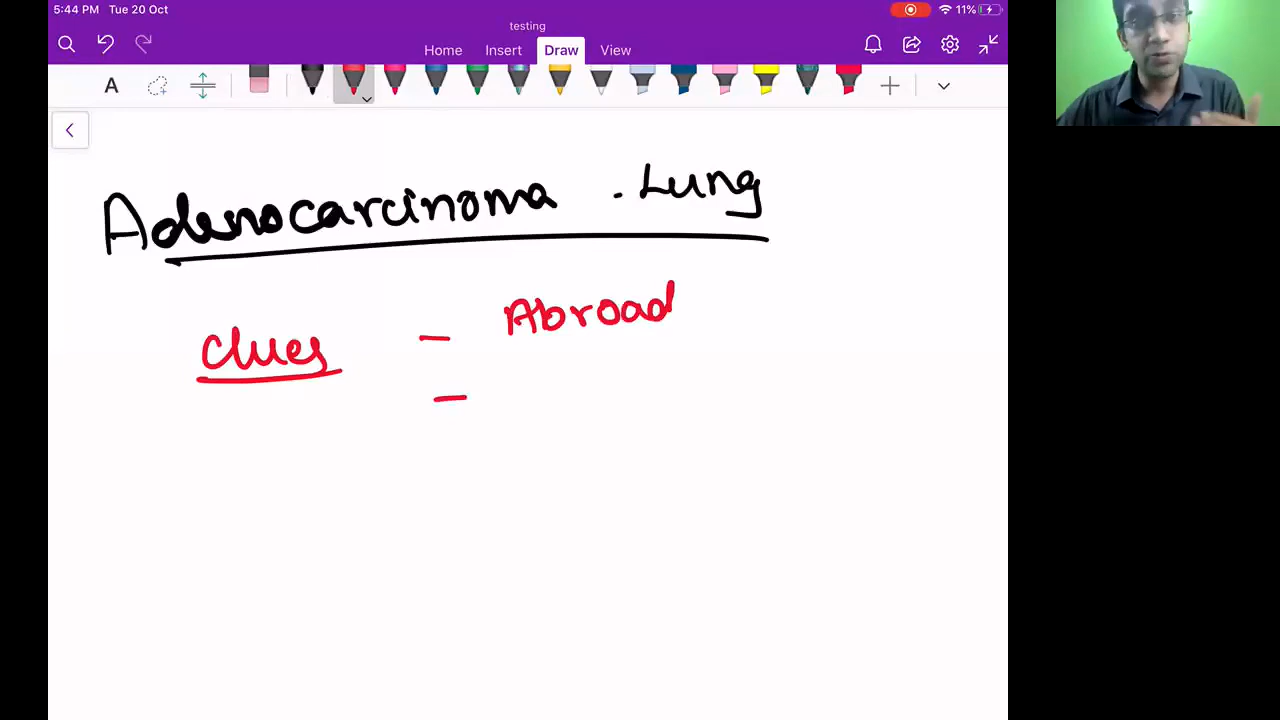 5:44 PM Tue 20 Oct
11%
testing
Home Insert Draw View
A
Adenocarcinoma . Lung
Clues - Abroad
-